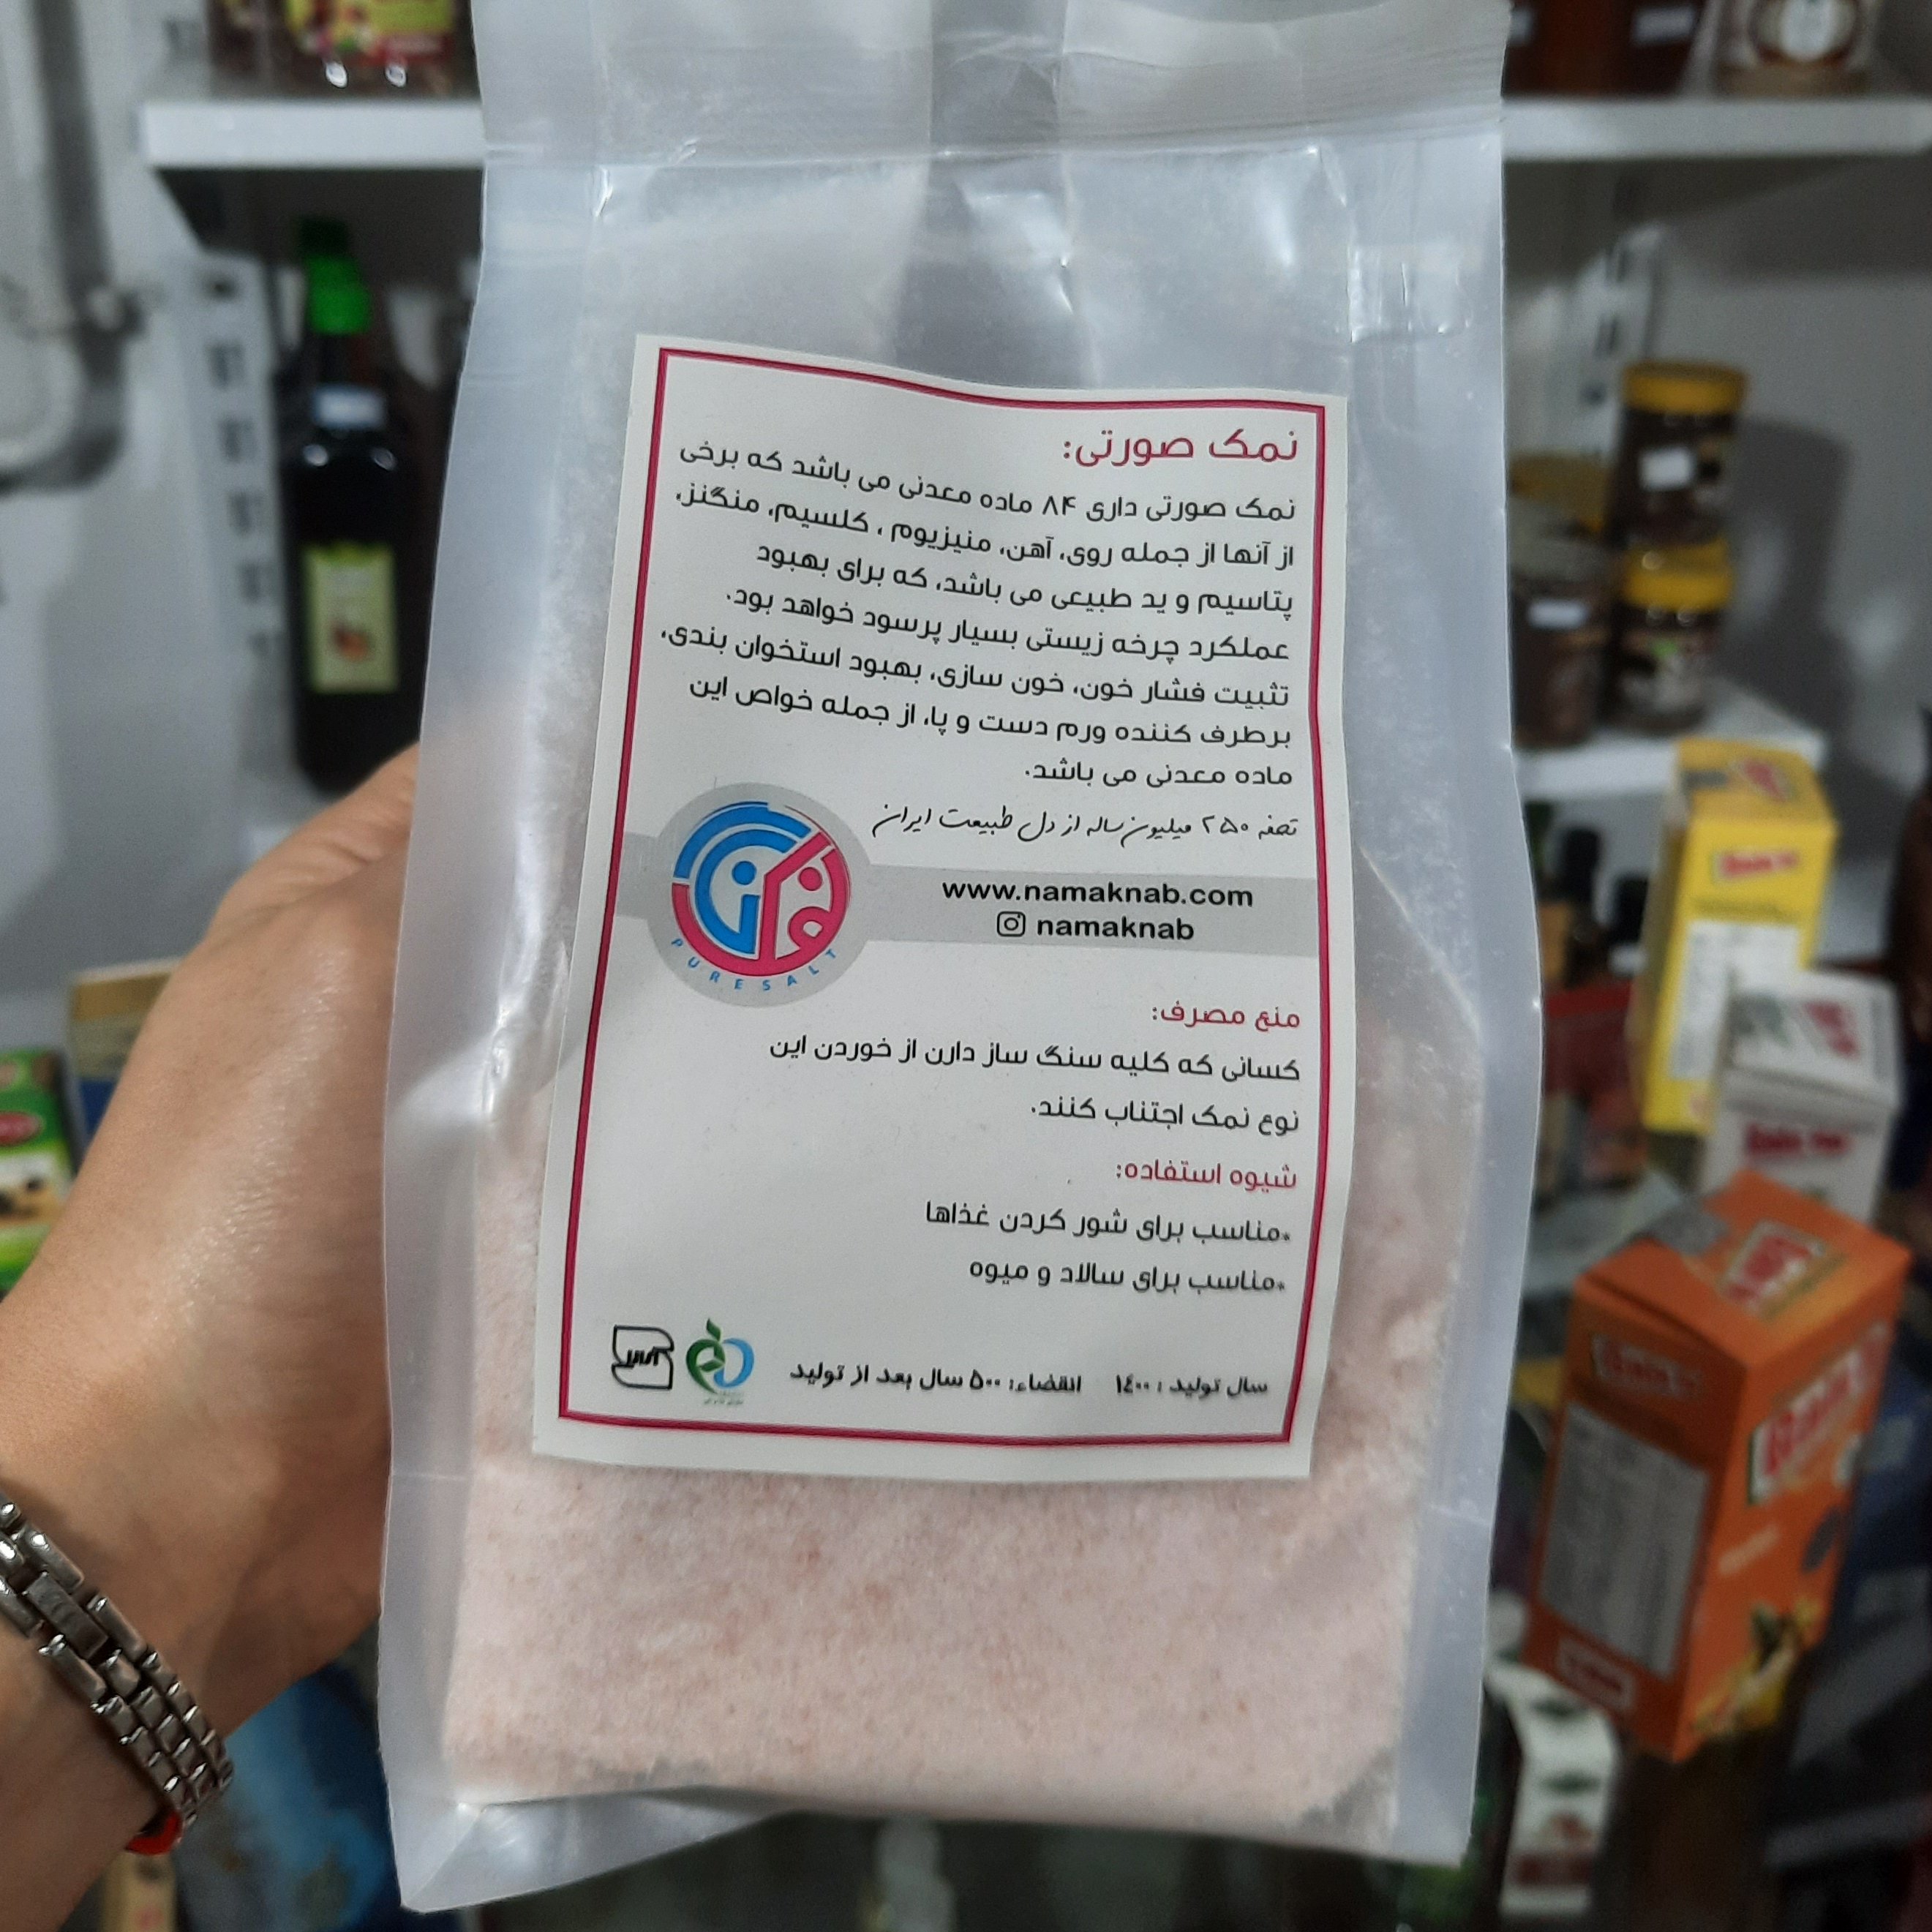 نمک صورتی:
نمک صورتی داری ۸۴ ماده معدنی می باشد که برخی
از آنها از جمله روی، آهن، منیزیوم ، کلسیم، منگنز،
پتاسیم و ید طبیعی می باشد، که برای بهبود
عملکرد چرخه زیستی بسیار پرسود خواهد بود.
تثبیت فشار خون، خون سازی، بهبود استخوان بندی،
برطرف کننده ورم دست و پا، از جمله خواص این
ماده معدنی می باشد.
تحفه ۲۵۰ میلیون ساله از دل طبیعت ایران
www.namaknab.com
namaknab
PURE SALT
منع مصرف:
کسانی که کلیه سنگ ساز دارن از خوردن این
نوع نمک اجتناب کنند.
شیوه استفاده:
*مناسب برای شور کردن غذاها
*مناسب برای سالاد و میوه
سال تولید : ۱٤۰۰ انقضاء: ۵۰۰ سال بعد از تولید